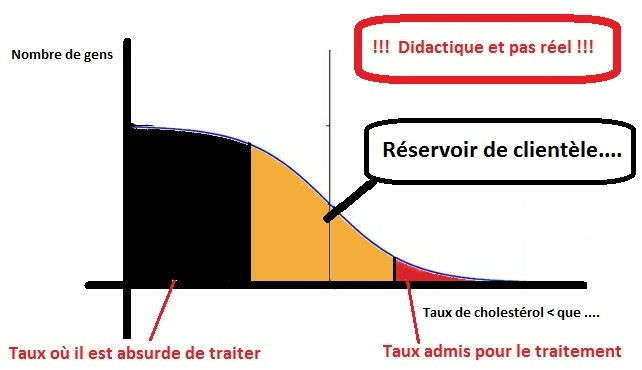 !!! Didactique et pas réel !!!
Nombre de gens
Réservoir de clientèle....
Taux de cholestérol < que ....
Taux où il est absurde de traiter
Taux admis pour le traitement